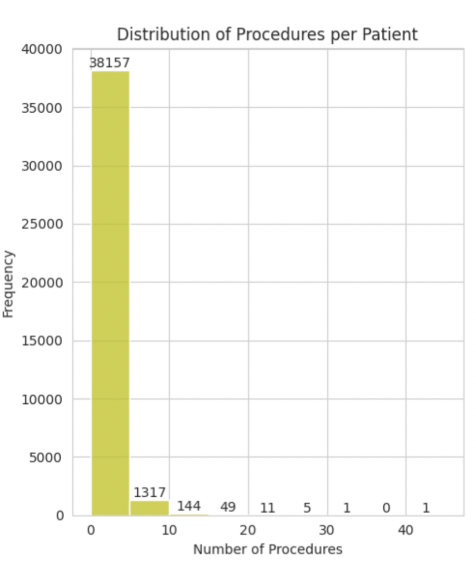 Distribution of Procedures per Patient
40000
38157
35000
30000
25000
20000
15000
10000
5000
1317
144 49 11 5 1 0 1
0
0 10 20 30 40
Number of Procedures
Frequency